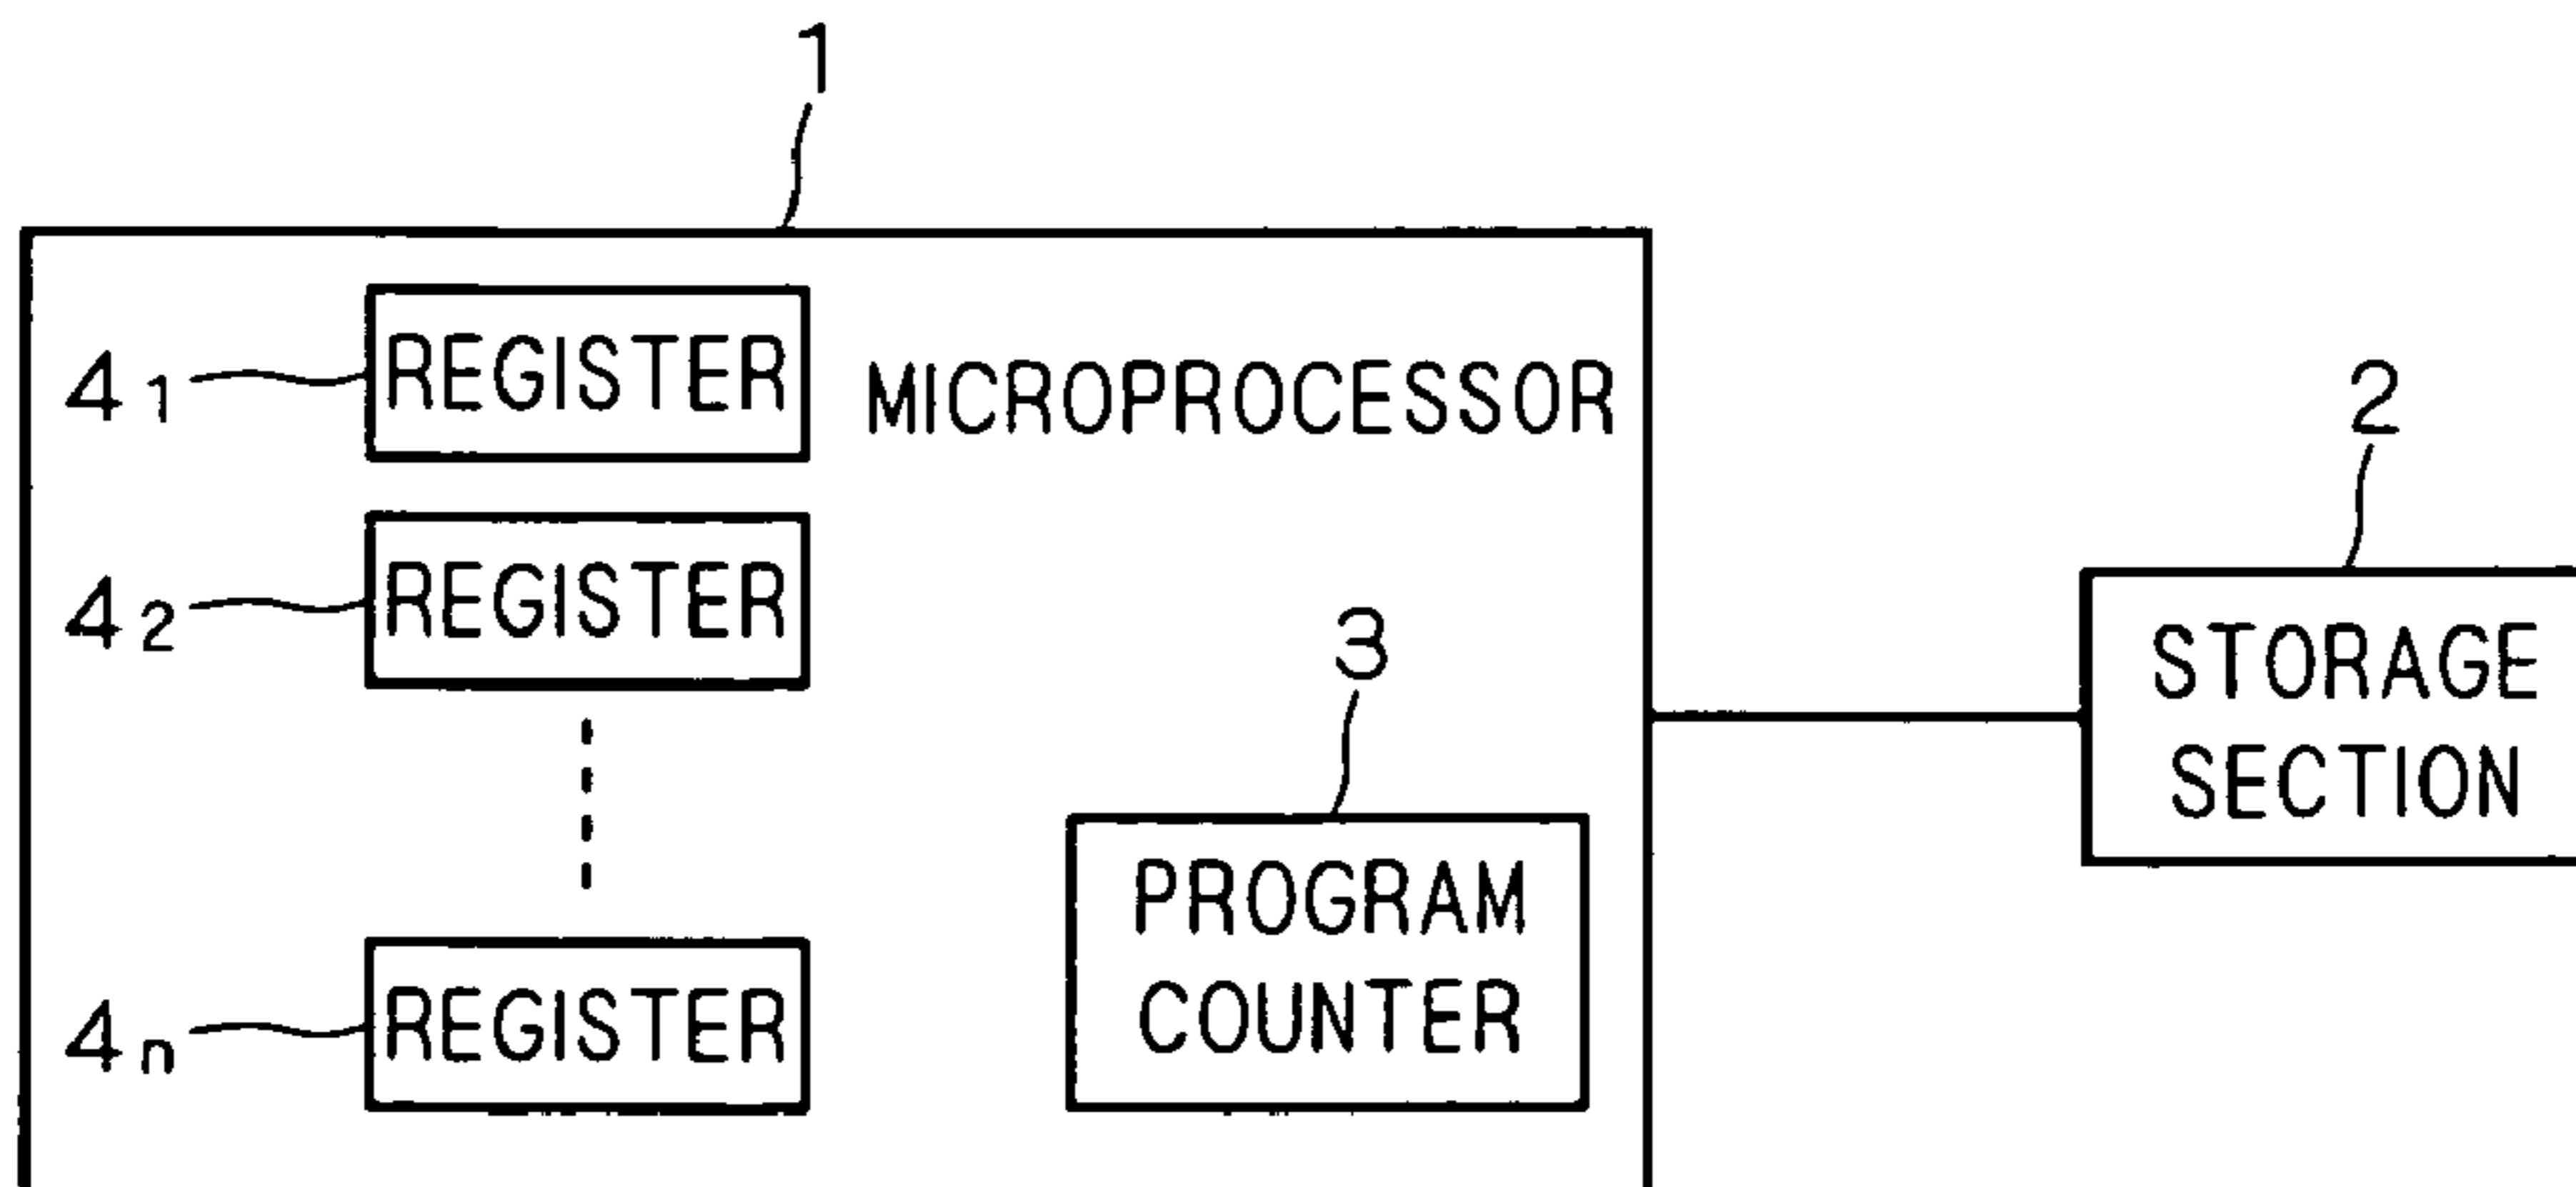 1
4₁ REGISTER
MICROPROCESSOR
2
4₂ REGISTER
3
STORAGE
SECTION
PROGRAM
COUNTER
4ₙ REGISTER